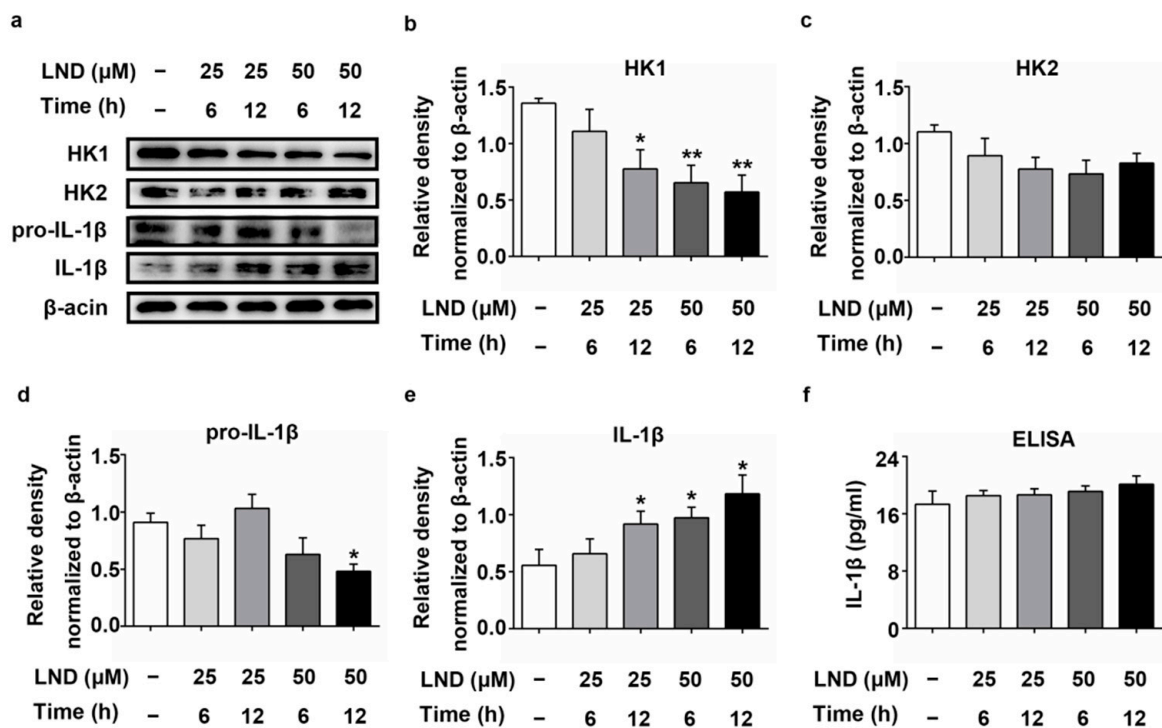 a
LND (μM) – 25 25 50 50
Time (h) – 6 12 6 12
HK1
HK2
pro-IL-1β
IL-1β
β-acin
b
HK1
Relative density
normalized to β-actin
1.5
1.0
0.5
0.0
*
**
**
LND (μM) – 25 25 50 50
Time (h) – 6 12 6 12
c
HK2
Relative density
normalized to β-actin
1.5
1.0
0.5
0.0
LND (μM) – 25 25 50 50
Time (h) – 6 12 6 12
d
pro-IL-1β
Relative density
normalized to β-actin
1.5
1.0
0.5
0.0
*
LND (μM) – 25 25 50 50
Time (h) – 6 12 6 12
e
IL-1β
Relative density
normalized to β-actin
1.5
1.0
0.5
0.0
*
*
*
LND (μM) – 25 25 50 50
Time (h) – 6 12 6 12
f
ELISA
IL-1β (pg/ml)
24
16
8
0
LND (μM) – 25 25 50 50
Time (h) – 6 12 6 12